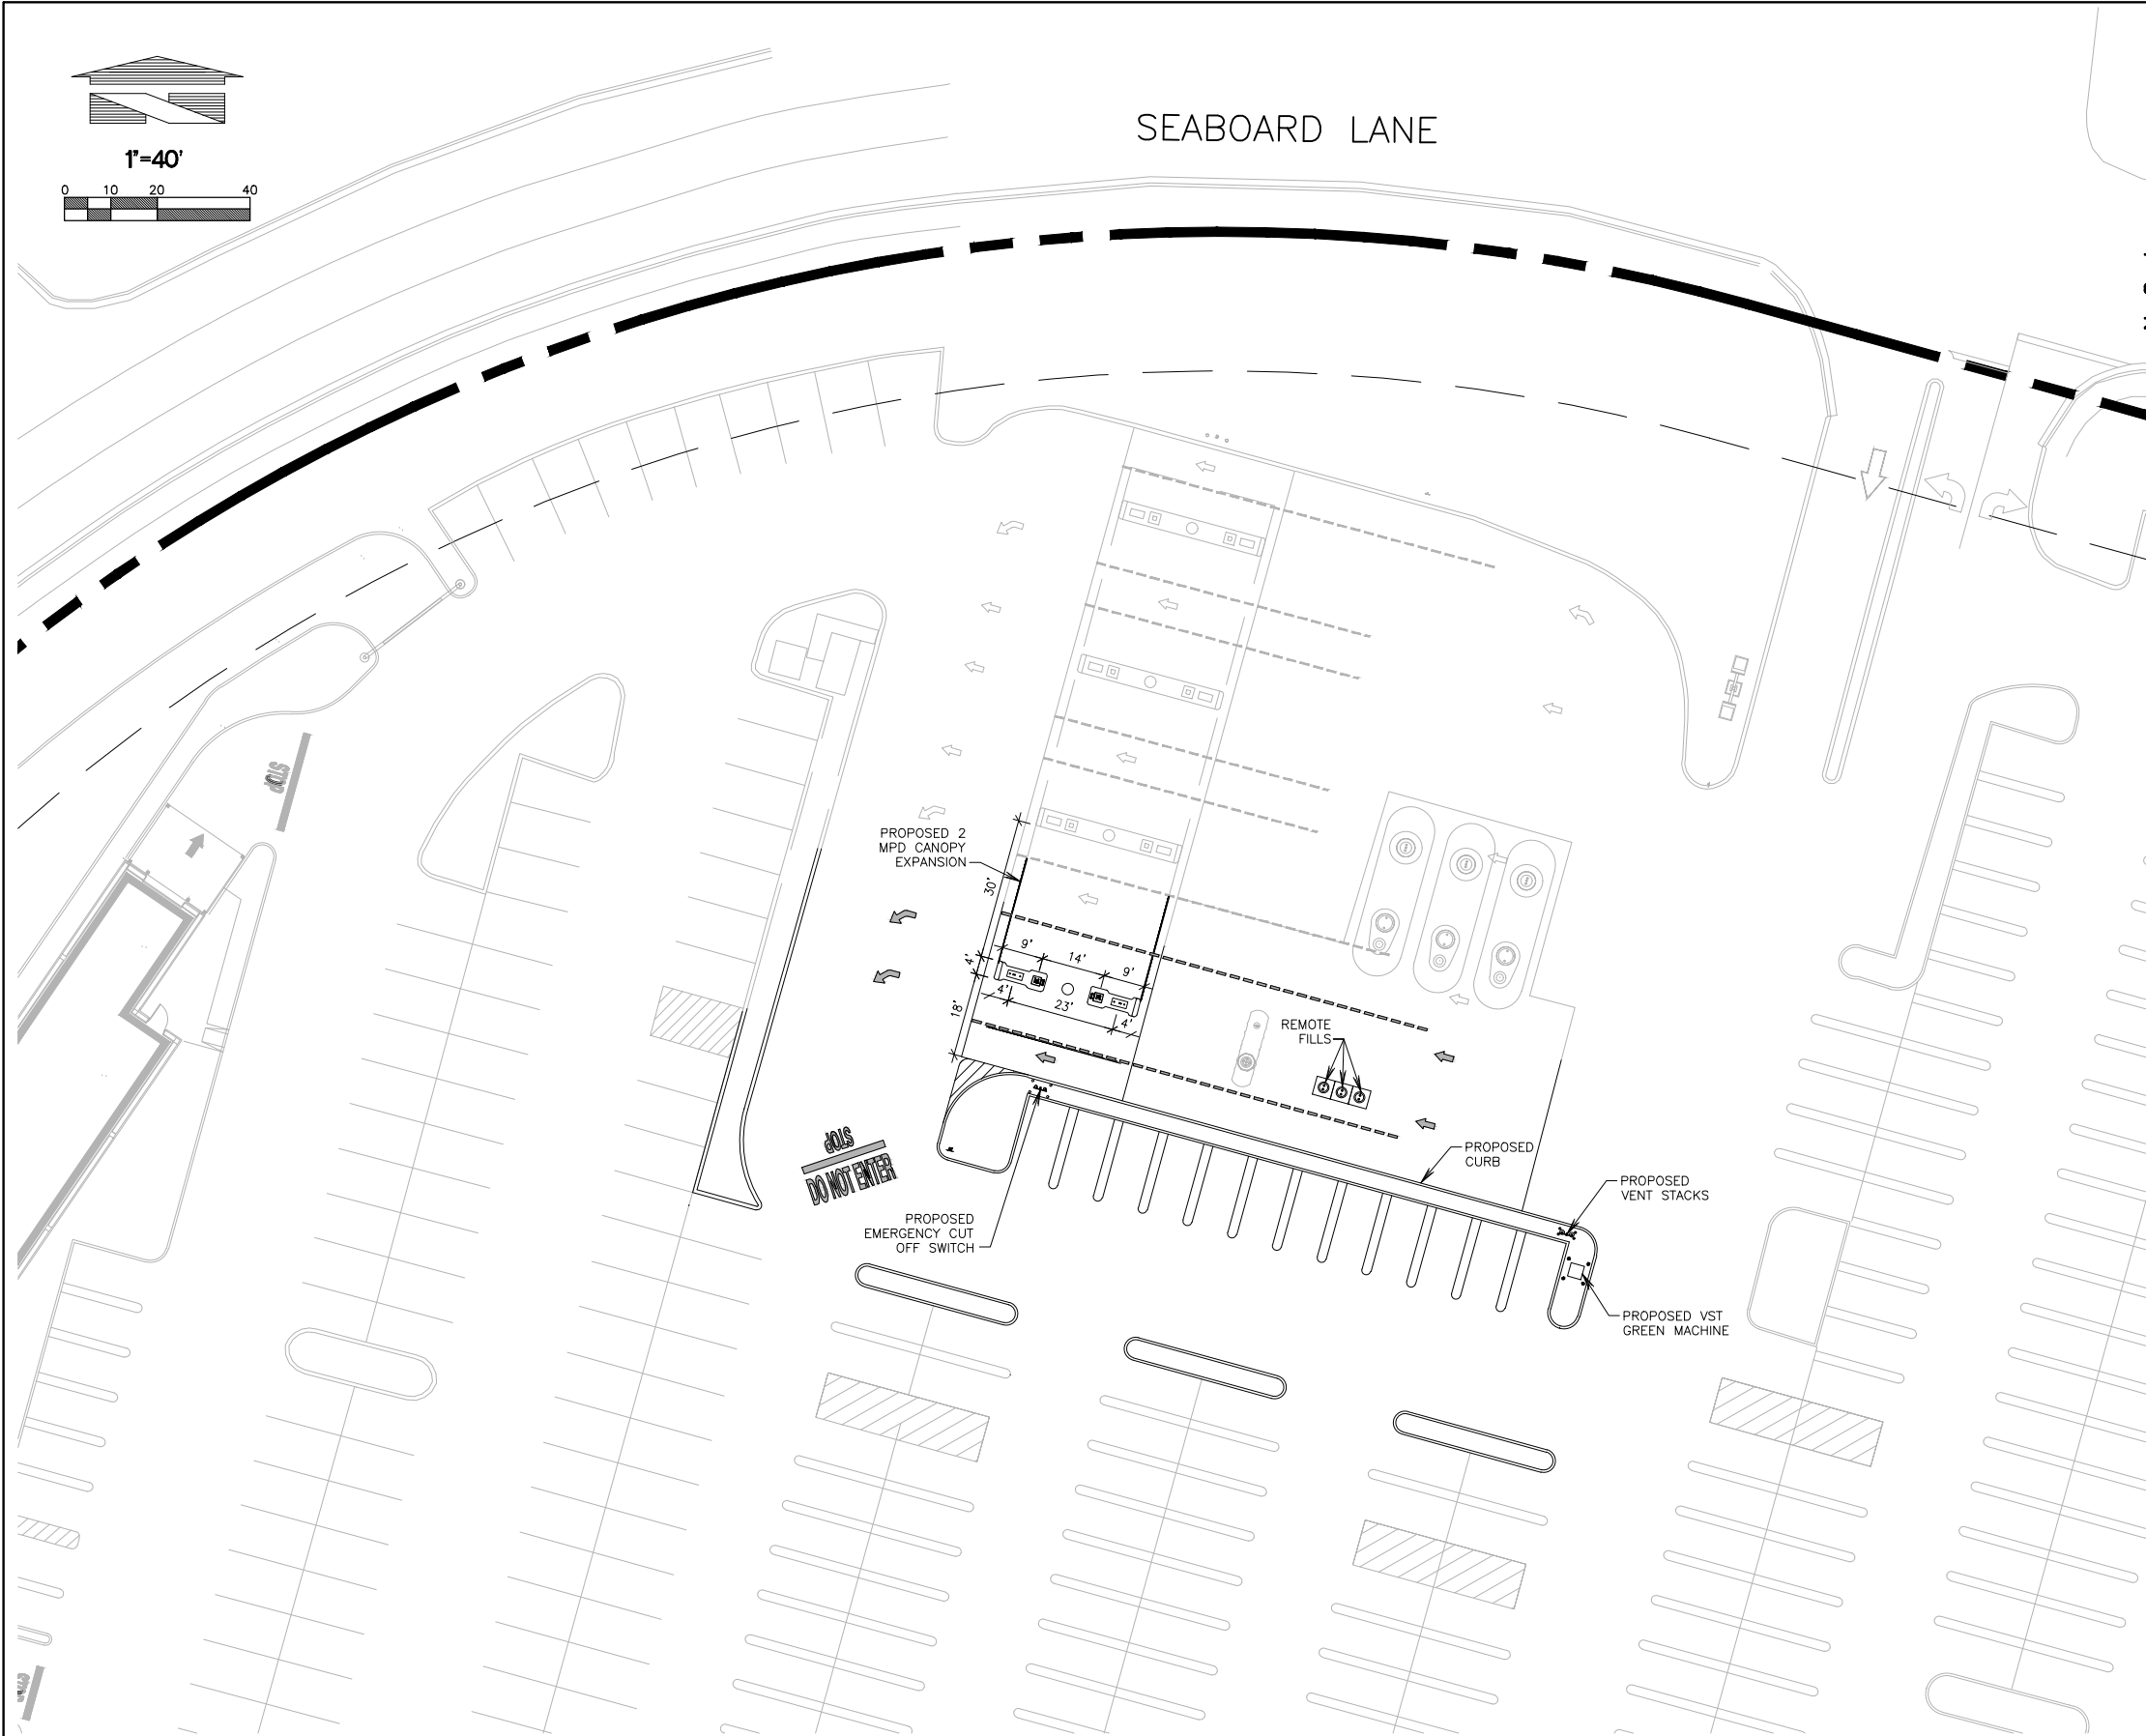 SEABOARD LANE
1"=40'
0 10 20 40
STOP
PROPOSED 2
MPD CANOPY
EXPANSION
30'
9'
14'
9'
4'
4'
23'
4'
18'
REMOTE
FILLS
STOP
DO NOT ENTER
PROPOSED
CURB
PROPOSED
VENT STACKS
PROPOSED
EMERGENCY CUT
OFF SWITCH
PROPOSED VST
GREEN MACHINE